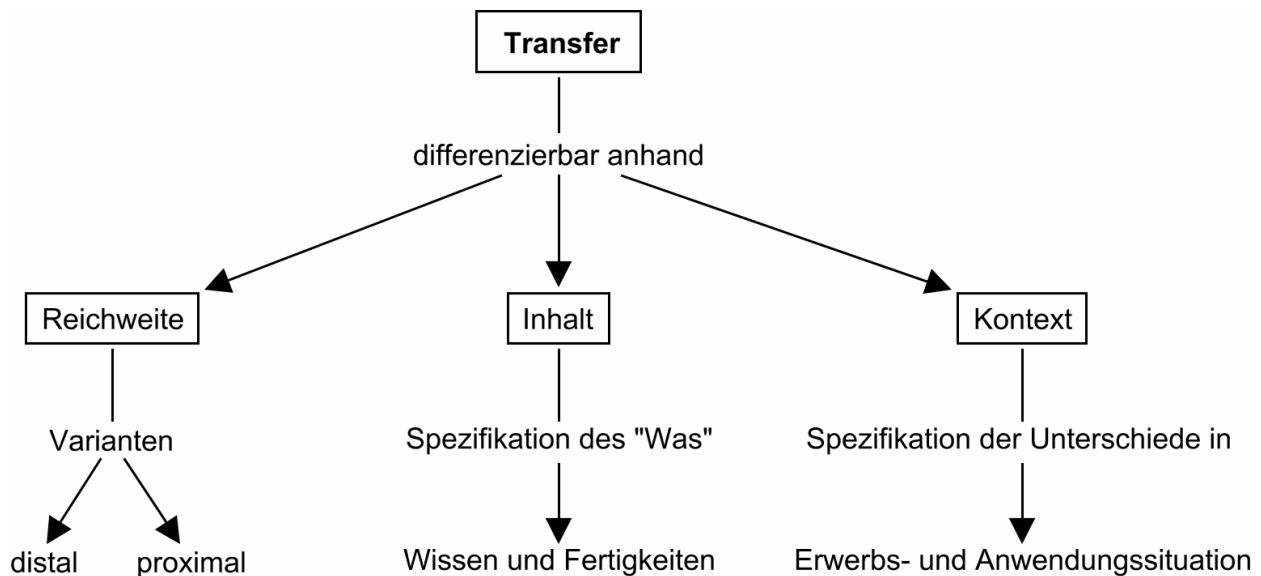 Transfer
differenzierbar anhand
Reichweite
Inhalt
Kontext
Varianten
Spezifikation des "Was"
Spezifikation der Unterschiede in
distal
proximal
Wissen und Fertigkeiten
Erwerbs- und Anwendungssituation